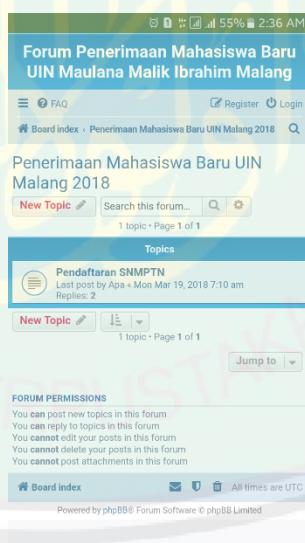 55% 2:36 AM
Forum Penerimaan Mahasiswa Baru
UIN Maulana Malik Ibrahim Malang
FAQ Register Login
Board index ‹ Penerimaan Mahasiswa Baru UIN Malang 2018
Penerimaan Mahasiswa Baru UIN
Malang 2018
New Topic Search this forum…
1 topic • Page 1 of 1
Topics
Pendaftaran SNMPTN
Last post by Apa « Mon Mar 19, 2018 7:10 am
Replies: 2
New Topic
1 topic • Page 1 of 1
Jump to
FORUM PERMISSIONS
You can post new topics in this forum
You can reply to topics in this forum
You cannot edit your posts in this forum
You cannot delete your posts in this forum
You cannot post attachments in this forum
Board index All times are UTC
Powered by phpBB® Forum Software © phpBB Limited